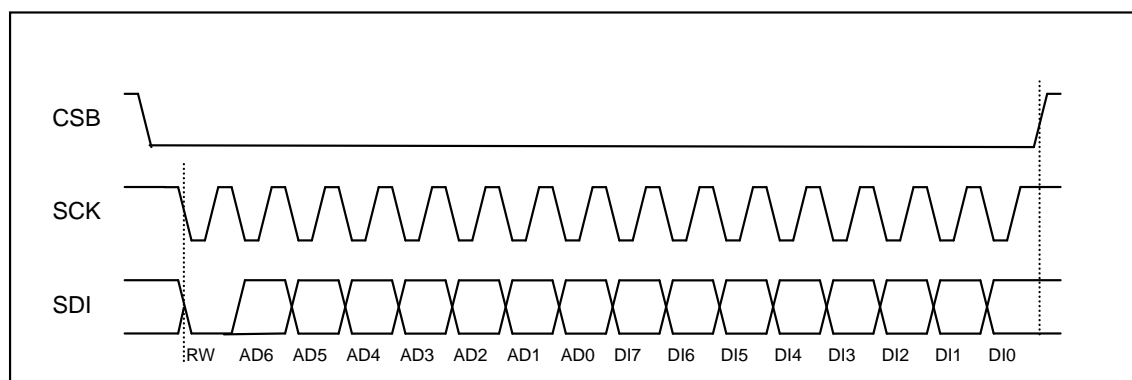 CSB
SCK
SDI
RW AD6 AD5 AD4 AD3 AD2 AD1 AD0 DI7 DI6 DI5 DI4 DI3 DI2 DI1 DI0